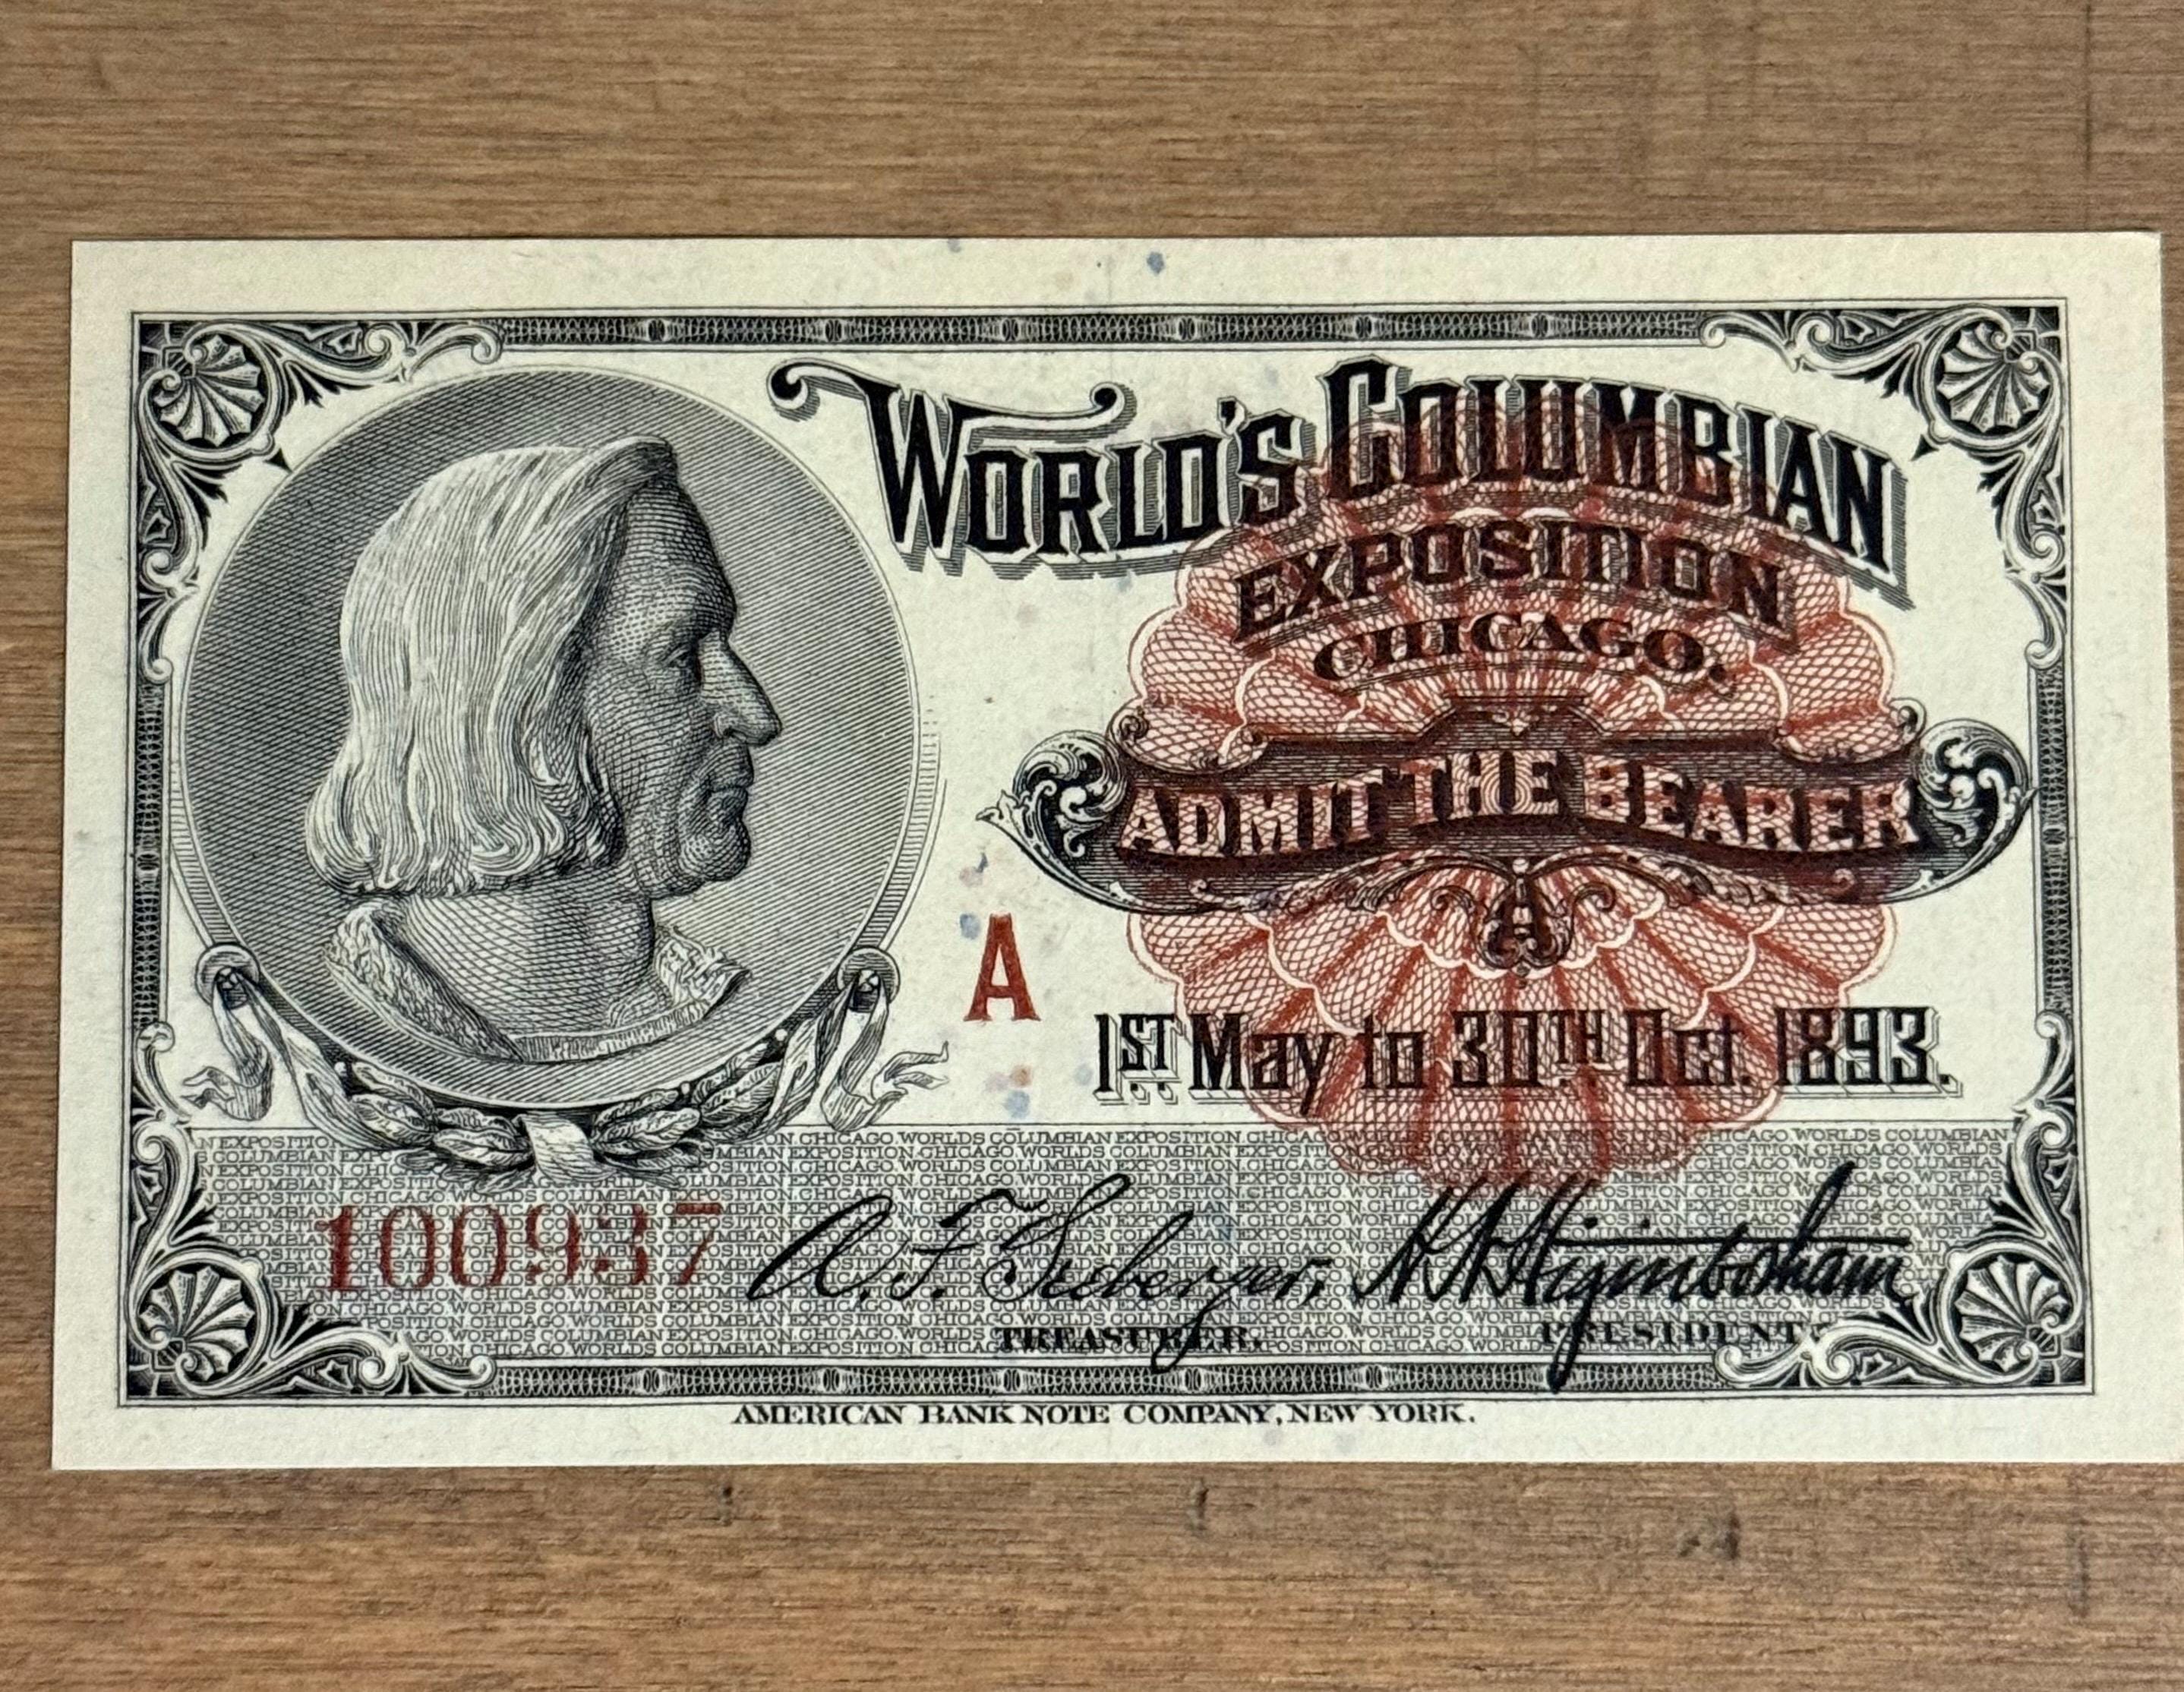 WORLD'S COLUMBIAN
EXPOSITION
CHICAGO.
ADMIT THE BEARER
A
1ST May to 30TH Oct. 1893.
100937
A. F. Seeberger, H. N. Higinbotham
TREASURER. PRESIDENT.
AMERICAN BANK NOTE COMPANY, NEW YORK.